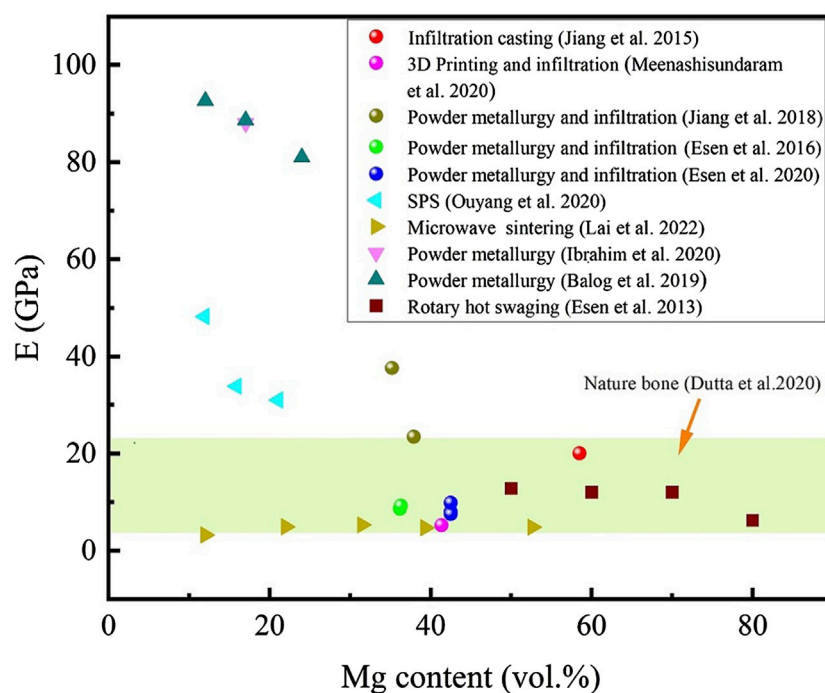 Infiltration casting (Jiang et al. 2015)
3D Printing and infiltration (Meenashisundaram
et al. 2020)
Powder metallurgy and infiltration (Jiang et al. 2018)
Powder metallurgy and infiltration (Esen et al. 2016)
Powder metallurgy and infiltration (Esen et al. 2020)
SPS (Ouyang et al. 2020)
Microwave sintering (Lai et al. 2022)
Powder metallurgy (Ibrahim et al. 2020)
Powder metallurgy (Balog et al. 2019)
Rotary hot swaging (Esen et al. 2013)
Nature bone (Dutta et al.2020)
E (GPa)
100
80
60
40
20
0
0 20 40 60 80
Mg content (vol.%)